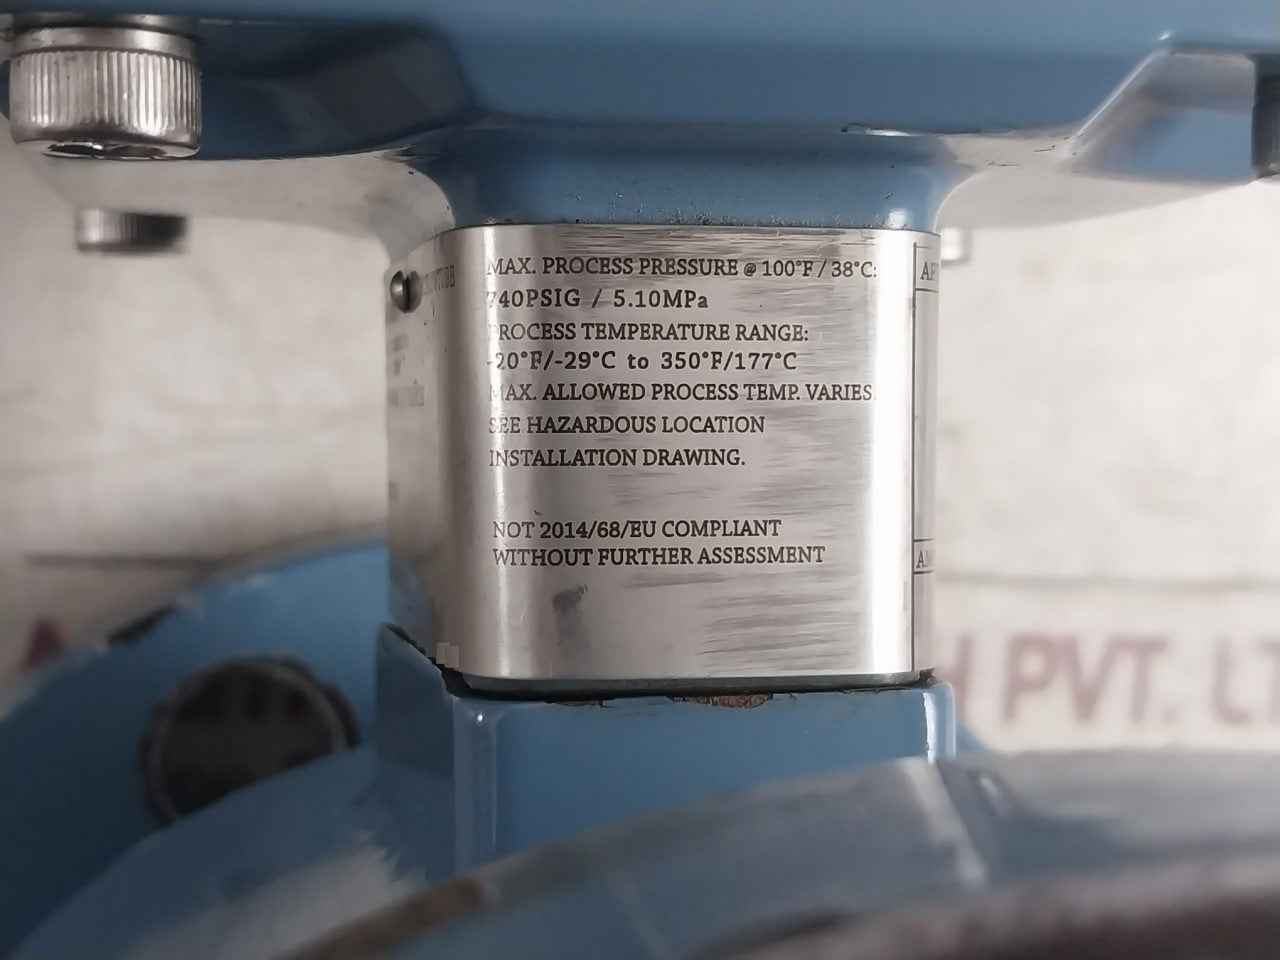 MAX. PROCESS PRESSURE @ 100°F / 38°C:
740PSIG / 5.10MPa
PROCESS TEMPERATURE RANGE:
-20°F/-29°C to 350°F/177°C
MAX. ALLOWED PROCESS TEMP. VARIES
SEE HAZARDOUS LOCATION
INSTALLATION DRAWING.
NOT 2014/68/EU COMPLIANT
WITHOUT FURTHER ASSESSMENT
PVT.